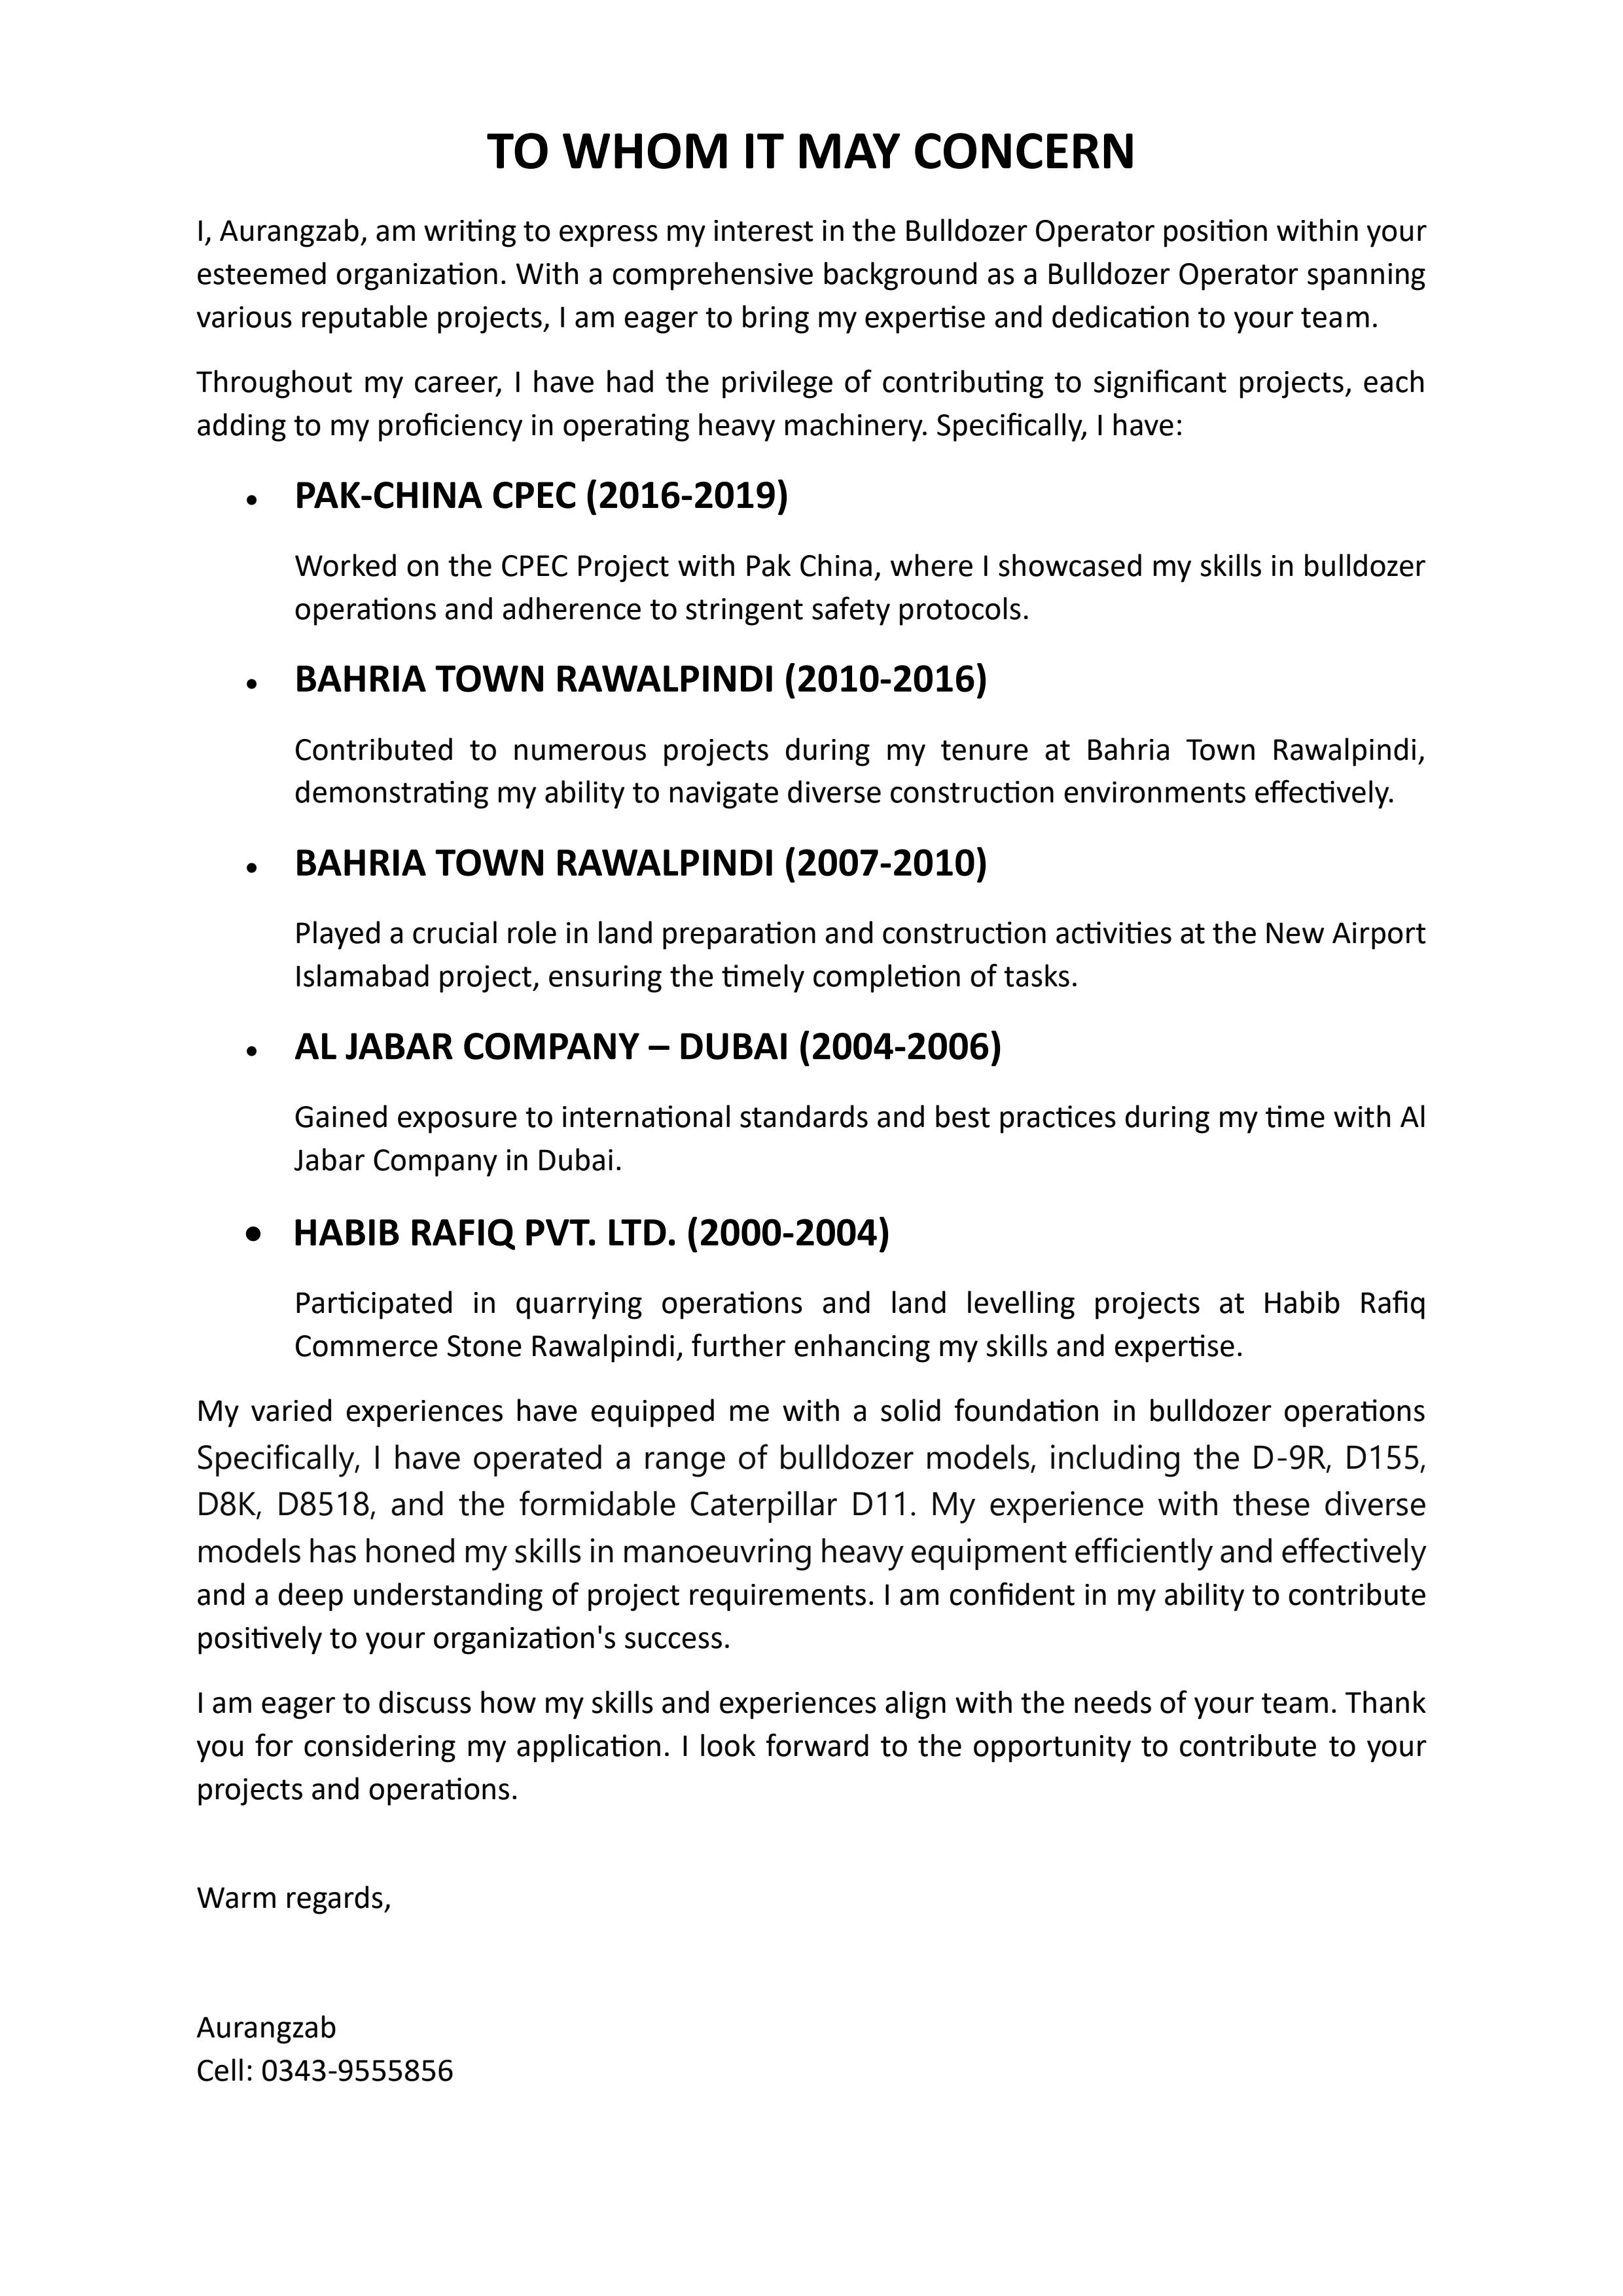 TO WHOM IT MAY CONCERN
I, Aurangzab, am writing to express my interest in the Bulldozer Operator position within your
esteemed organization. With a comprehensive background as a Bulldozer Operator spanning
various reputable projects, I am eager to bring my expertise and dedication to your team.
Throughout my career, I have had the privilege of contributing to significant projects, each
adding to my proficiency in operating heavy machinery. Specifically, I have:
• PAK-CHINA CPEC (2016-2019)
Worked on the CPEC Project with Pak China, where I showcased my skills in bulldozer
operations and adherence to stringent safety protocols.
• BAHRIA TOWN RAWALPINDI (2010-2016)
Contributed to numerous projects during my tenure at Bahria Town Rawalpindi,
demonstrating my ability to navigate diverse construction environments effectively.
• BAHRIA TOWN RAWALPINDI (2007-2010)
Played a crucial role in land preparation and construction activities at the New Airport
Islamabad project, ensuring the timely completion of tasks.
• AL JABAR COMPANY – DUBAI (2004-2006)
Gained exposure to international standards and best practices during my time with Al
Jabar Company in Dubai.
• HABIB RAFIQ PVT. LTD. (2000-2004)
Participated in quarrying operations and land levelling projects at Habib Rafiq
Commerce Stone Rawalpindi, further enhancing my skills and expertise.
My varied experiences have equipped me with a solid foundation in bulldozer operations
Specifically, I have operated a range of bulldozer models, including the D-9R, D155,
D8K, D8518, and the formidable Caterpillar D11. My experience with these diverse
models has honed my skills in manoeuvring heavy equipment efficiently and effectively
and a deep understanding of project requirements. I am confident in my ability to contribute
positively to your organization's success.
I am eager to discuss how my skills and experiences align with the needs of your team. Thank
you for considering my application. I look forward to the opportunity to contribute to your
projects and operations.
Warm regards,
Aurangzab
Cell: 0343-9555856